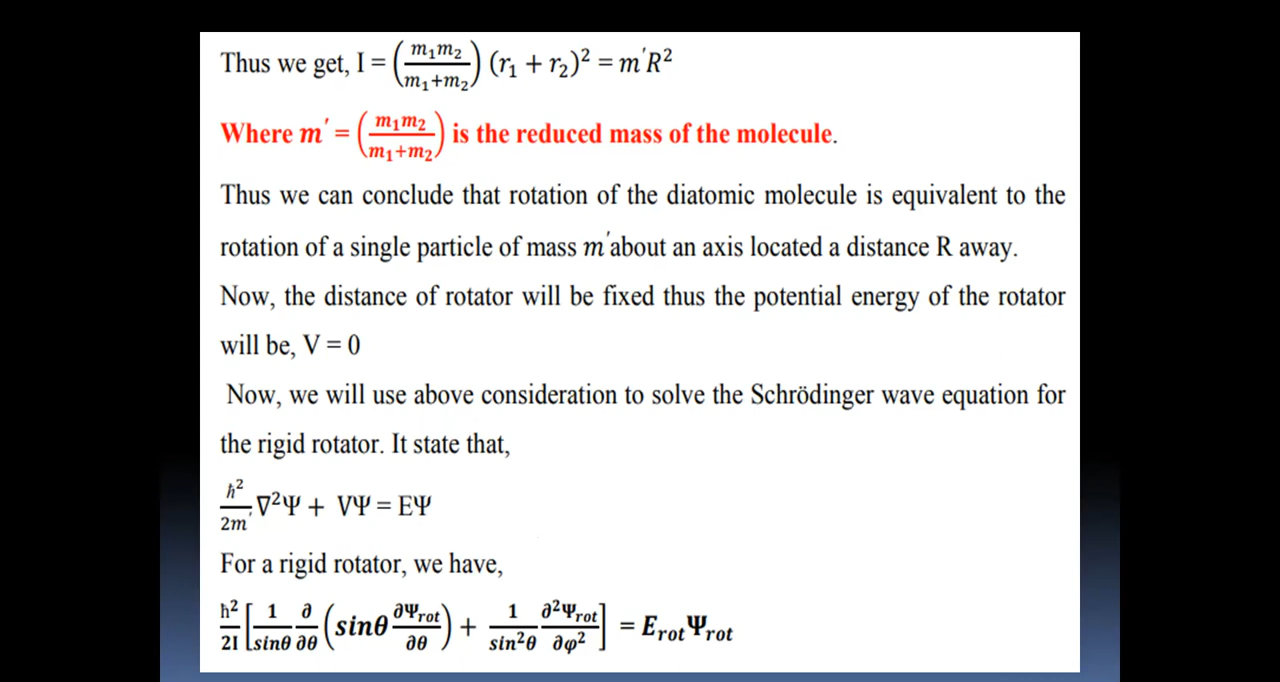 Thus we get, I = (m₁m₂/m₁+m₂) (r₁ + r₂)² = m′R²
Where m′ = (m₁m₂/m₁+m₂) is the reduced mass of the molecule.
Thus we can conclude that rotation of the diatomic molecule is equivalent to the
rotation of a single particle of mass m′about an axis located a distance R away.
Now, the distance of rotator will be fixed thus the potential energy of the rotator
will be, V = 0
Now, we will use above consideration to solve the Schrödinger wave equation for
the rigid rotator. It state that,
ℏ²/2m′ ∇²Ψ + VΨ = EΨ
For a rigid rotator, we have,
ℏ²/2I [1/sinθ ∂/∂θ (sinθ ∂Ψ_rot/∂θ) + 1/sin²θ ∂²Ψ_rot/∂φ²] = E_rotΨ_rot